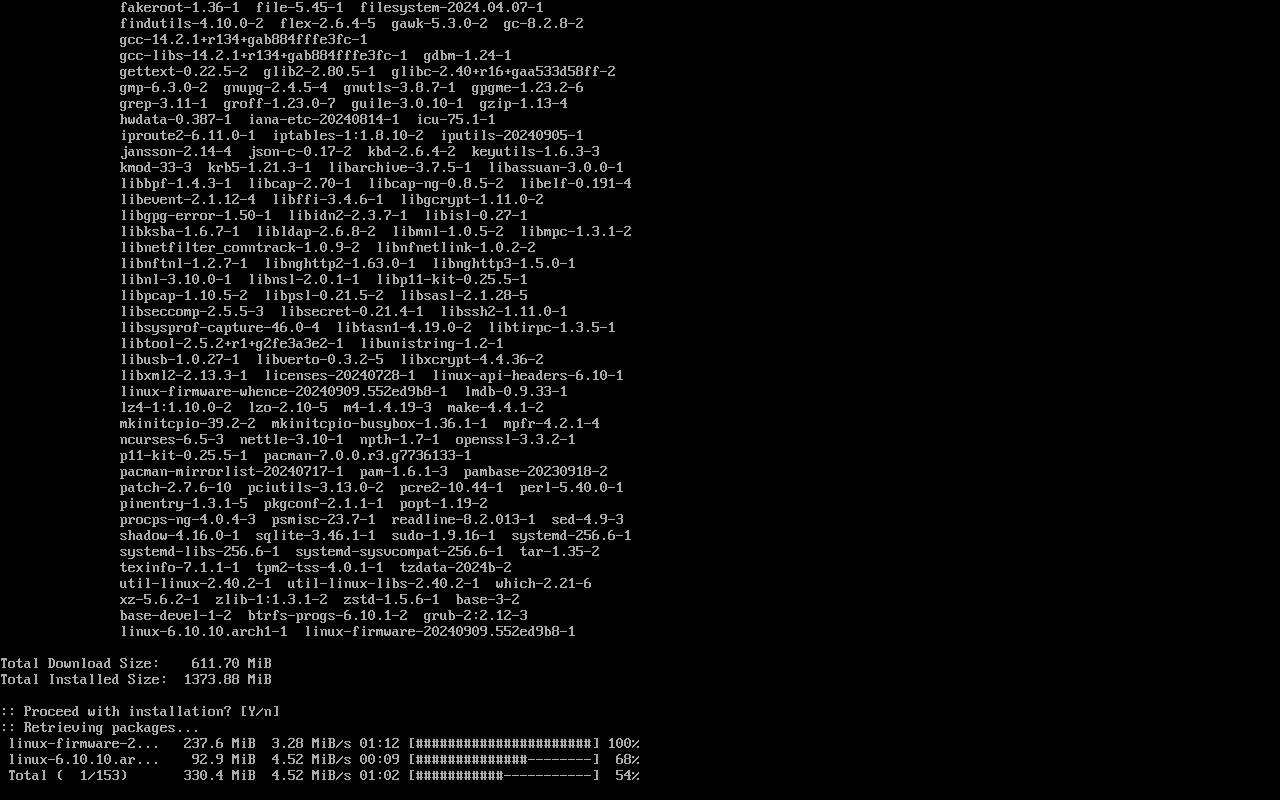 fakeroot-1.36-1  file-5.45-1  filesystem-2024.04.07-1
findutils-4.10.0-2  flex-2.6.4-5  gawk-5.3.0-2  gc-8.2.8-2
gcc-14.2.1+r134+gab884fffe3fc-1
gcc-libs-14.2.1+r134+gab884fffe3fc-1  gdbm-1.24-1
gettext-0.22.5-2  glib2-2.80.5-1  glibc-2.40+r16+gaa533d58ff-2
gmp-6.3.0-2  gnupg-2.4.5-4  gnutls-3.8.7-1  gpgme-1.23.2-6
grep-3.11-1  groff-1.23.0-7  guile-3.0.10-1  gzip-1.13-4
hwdata-0.387-1  iana-etc-20240814-1  icu-75.1-1
iproute2-6.11.0-1  iptables-1:1.8.10-2  iputils-20240905-1
jansson-2.14-4  json-c-0.17-2  kbd-2.6.4-2  keyutils-1.6.3-3
kmod-33-3  krb5-1.21.3-1  libarchive-3.7.5-1  libassuan-3.0.0-1
libbpf-1.4.3-1  libcap-2.70-1  libcap-ng-0.8.5-2  libelf-0.191-4
libevent-2.1.12-4  libffi-3.4.6-1  libgcrypt-1.11.0-2
libgpg-error-1.50-1  libidn2-2.3.7-1  libisl-0.27-1
libksba-1.6.7-1  libldap-2.6.8-2  libmnl-1.0.5-2  libmpc-1.3.1-2
libnetfilter_conntrack-1.0.9-2  libnfnetlink-1.0.2-2
libnftnl-1.2.7-1  libnghttp2-1.63.0-1  libnghttp3-1.5.0-1
libnl-3.10.0-1  libnsl-2.0.1-1  libp11-kit-0.25.5-1
libpcap-1.10.5-2  libpsl-0.21.5-2  libsasl-2.1.28-5
libseccomp-2.5.5-3  libsecret-0.21.4-1  libssh2-1.11.0-1
libsysprof-capture-46.0-4  libtasn1-4.19.0-2  libtirpc-1.3.5-1
libtool-2.5.2+r1+g2fe3a3e2-1  libunistring-1.2-1
libusb-1.0.27-1  libverto-0.3.2-5  libxcrypt-4.4.36-2
libxml2-2.13.3-1  licenses-20240728-1  linux-api-headers-6.10-1
linux-firmware-whence-20240909.552ed9b8-1  lmdb-0.9.33-1
lz4-1:1.10.0-2  lzo-2.10-5  m4-1.4.19-3  make-4.4.1-2
mkinitcpio-39.2-2  mkinitcpio-busybox-1.36.1-1  mpfr-4.2.1-4
ncurses-6.5-3  nettle-3.10-1  npth-1.7-1  openssl-3.3.2-1
p11-kit-0.25.5-1  pacman-7.0.0.r3.g7736133-1
pacman-mirrorlist-20240717-1  pam-1.6.1-3  pambase-20230918-2
patch-2.7.6-10  pciutils-3.13.0-2  pcre2-10.44-1  perl-5.40.0-1
pinentry-1.3.1-5  pkgconf-2.1.1-1  popt-1.19-2
procps-ng-4.0.4-3  psmisc-23.7-1  readline-8.2.013-1  sed-4.9-3
shadow-4.16.0-1  sqlite-3.46.1-1  sudo-1.9.16-1  systemd-256.6-1
systemd-libs-256.6-1  systemd-sysvcompat-256.6-1  tar-1.35-2
texinfo-7.1.1-1  tpm2-tss-4.0.1-1  tzdata-2024b-2
util-linux-2.40.2-1  util-linux-libs-2.40.2-1  which-2.21-6
xz-5.6.2-1  zlib-1:1.3.1-2  zstd-1.5.6-1  base-3-2
base-devel-1-2  btrfs-progs-6.10.1-2  grub-2:2.12-3
linux-6.10.10.arch1-1  linux-firmware-20240909.552ed9b8-1
Total Download Size:    611.70 MiB
Total Installed Size:  1373.88 MiB
:: Proceed with installation? [Y/n]
:: Retrieving packages...
linux-firmware-2...   237.6 MiB  3.28 MiB/s 01:12 [######################] 100%
linux-6.10.10.ar...    92.9 MiB  4.52 MiB/s 00:09 [##############--------]  68%
Total (  1/153)       330.4 MiB  4.52 MiB/s 01:02 [###########-----------]  54%